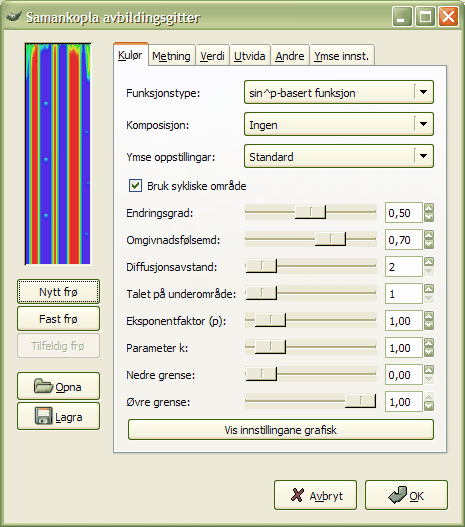 Samankopla avbildingsgitter
Kulør Metning Verdi Utvida Andre Ymse innst.
Funksjonstype: sin^p-basert funksjon
Komposisjon: Ingen
Ymse oppstillingar: Standard
Bruk sykliske område
Endringsgrad: 0,50
Omgivnadsfølsemd: 0,70
Diffusjonsavstand: 2
Talet på underområde: 1
Eksponentfaktor (p): 1,00
Parameter k: 1,00
Nedre grense: 0,00
Øvre grense: 1,00
Vis innstillingane grafisk
Nytt frø
Fast frø
Tilfeldig frø
Opna
Lagra
Avbryt OK